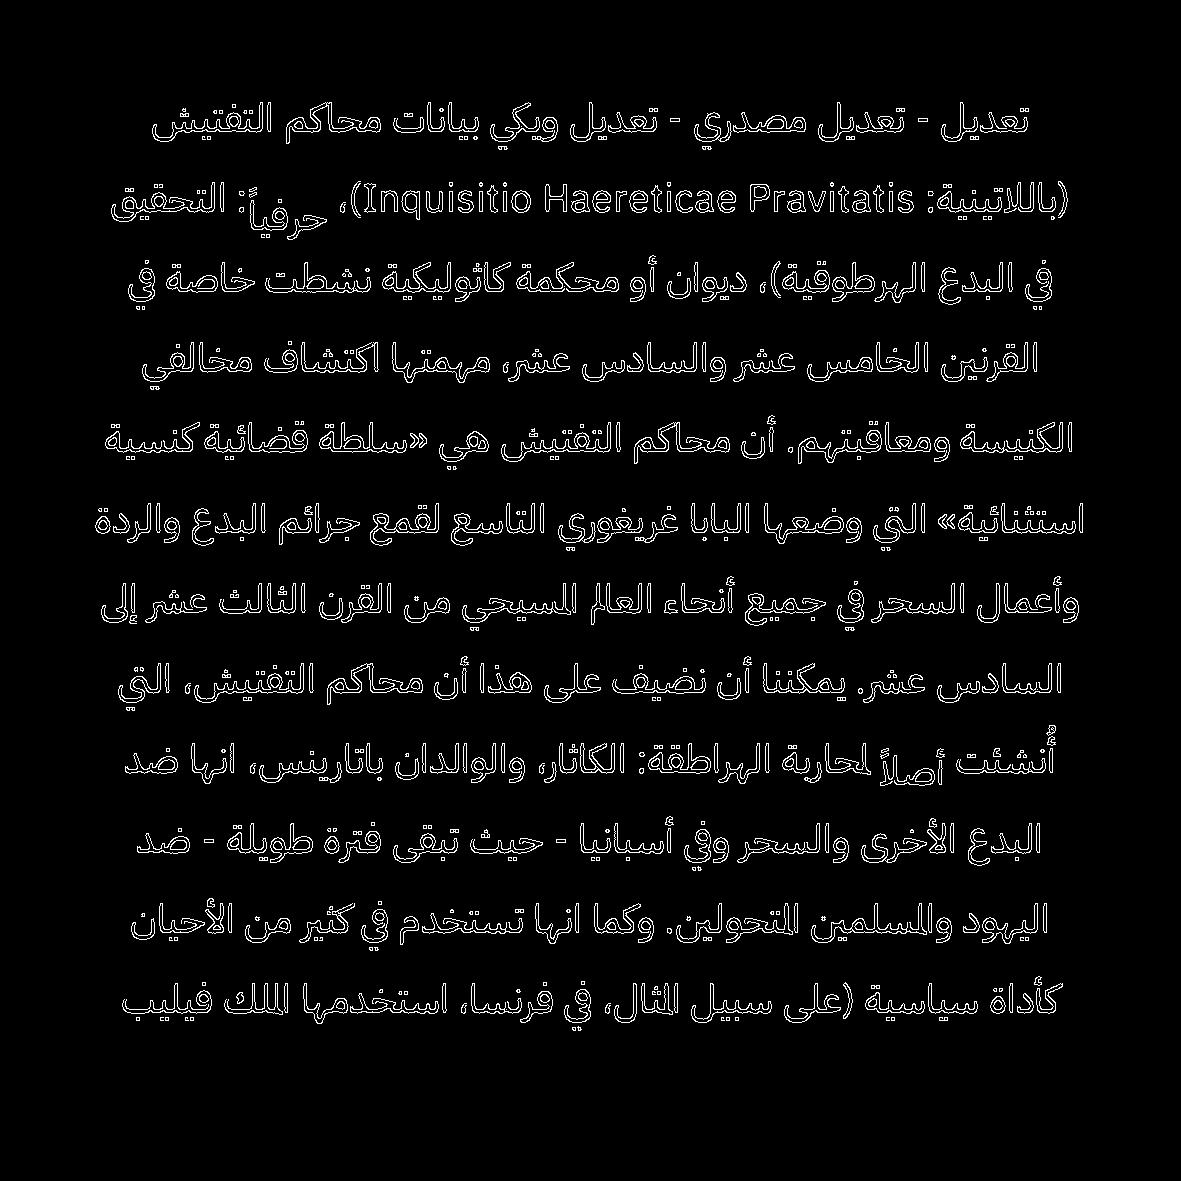 تعديل - تعديل مصدري - تعديل ويكي بيانات محاكم التفتيش
(باللاتينية: Inquisitio Haereticae Pravitatis)، حرفياً: التحقيق
في البدع الهرطوقية)، ديوان أو محكمة كاثوليكية نشطت خاصة في
القرنين الخامس عشر والسادس عشر، مهمتها اكتشاف مخالفي
الكنيسة ومعاقبتهم. أن محاكم التفتيش هي «سلطة قضائية كنسية
استثنائية» التي وضعها البابا غريغوري التاسع لقمع جرائم البدع والردة
وأعمال السحر في جميع أنحاء العالم المسيحي من القرن الثالث عشر إلى
السادس عشر. يمكننا أن نضيف على هذا أن محاكم التفتيش، التي
أُنشئت أصلاً لمحاربة الهراطقة: الكاثار، والوالدان باتارينس، انها ضد
البدع الأخرى والسحر وفي أسبانيا - حيث تبقى فترة طويلة - ضد
اليهود والمسلمين المتحولين. وكما انها تستخدم في كثير من الأحيان
كأداة سياسية (على سبيل المثال، في فرنسا، استخدمها الملك فيليب